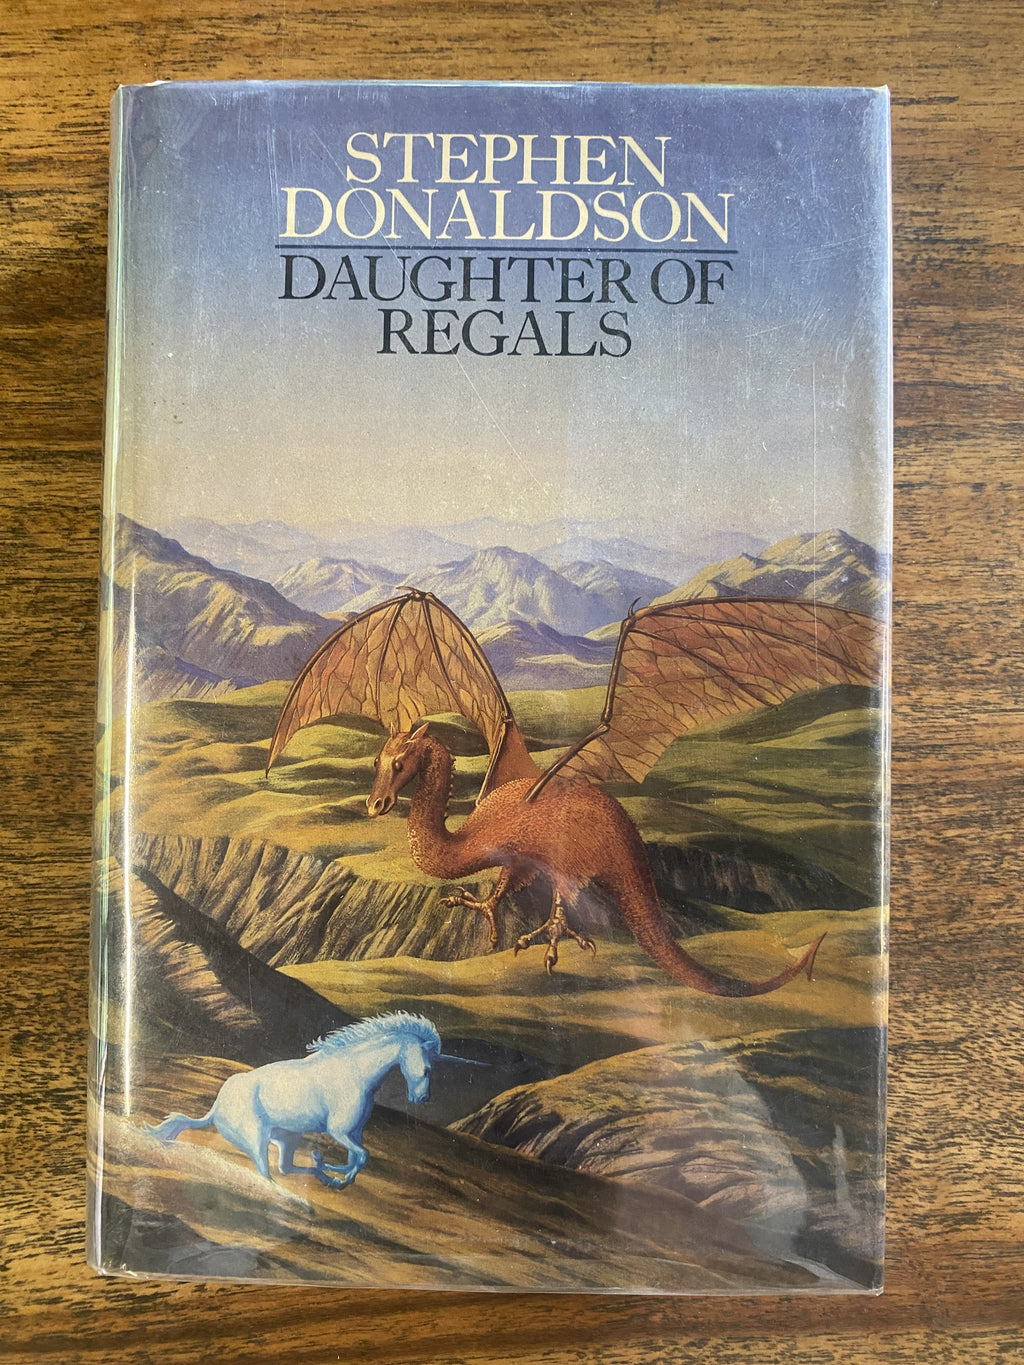 STEPHEN
DONALDSON
DAUGHTER OF
REGALS